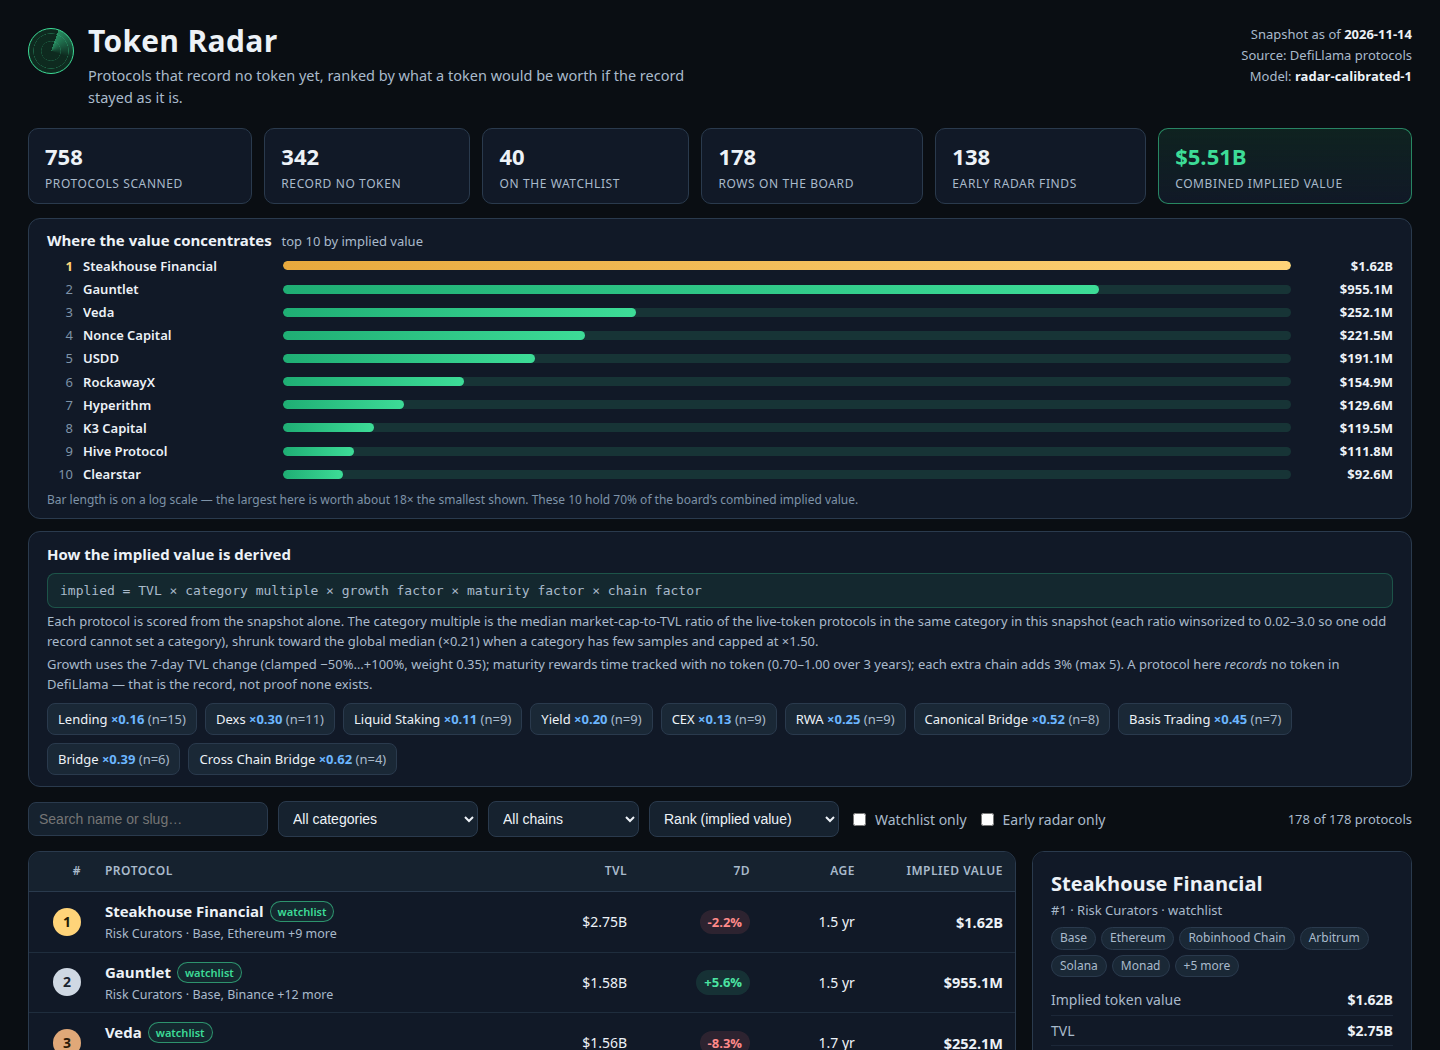 Token Radar
Protocols that record no token yet, ranked by what a token would be worth if the record
stayed as it is.
Snapshot as of 2026-11-14
Source: DefiLlama protocols
Model: radar-calibrated-1
758
PROTOCOLS SCANNED
342
RECORD NO TOKEN
40
ON THE WATCHLIST
178
ROWS ON THE BOARD
138
EARLY RADAR FINDS
$5.51B
COMBINED IMPLIED VALUE
Where the value concentrates top 10 by implied value
1 Steakhouse Financial $1.62B
2 Gauntlet $955.1M
3 Veda $252.1M
4 Nonce Capital $221.5M
5 USDD $191.1M
6 RockawayX $154.9M
7 Hyperithm $129.6M
8 K3 Capital $119.5M
9 Hive Protocol $111.8M
10 Clearstar $92.6M
Bar length is on a log scale — the largest here is worth about 18× the smallest shown. These 10 hold 70% of the board's combined implied value.
How the implied value is derived
implied = TVL × category multiple × growth factor × maturity factor × chain factor
Each protocol is scored from the snapshot alone. The category multiple is the median market-cap-to-TVL ratio of the live-token protocols in the same category in this snapshot (each ratio winsorized to 0.02–3.0 so one odd
record cannot set a category), shrunk toward the global median (×0.21) when a category has few samples and capped at ×1.50.
Growth uses the 7-day TVL change (clamped −50%…+100%, weight 0.35); maturity rewards time tracked with no token (0.70–1.00 over 3 years); each extra chain adds 3% (max 5). A protocol here records no token in
DefiLlama — that is the record, not proof none exists.
Lending ×0.16 (n=15)
Dexs ×0.30 (n=11)
Liquid Staking ×0.11 (n=9)
Yield ×0.20 (n=9)
CEX ×0.13 (n=9)
RWA ×0.25 (n=9)
Canonical Bridge ×0.52 (n=8)
Basis Trading ×0.45 (n=7)
Bridge ×0.39 (n=6)
Cross Chain Bridge ×0.62 (n=4)
Search name or slug…
All categories
All chains
Rank (implied value)
Watchlist only
Early radar only
178 of 178 protocols
# PROTOCOL TVL 7D AGE IMPLIED VALUE
1 Steakhouse Financial watchlist $2.75B -2.2% 1.5 yr $1.62B
Risk Curators · Base, Ethereum +9 more
2 Gauntlet watchlist $1.58B +5.6% 1.5 yr $955.1M
Risk Curators · Base, Binance +12 more
3 Veda watchlist $1.56B -8.3% 1.7 yr $252.1M
Steakhouse Financial
#1 · Risk Curators · watchlist
Base
Ethereum
Robinhood Chain
Arbitrum
Solana
Monad
+5 more
Implied token value $1.62B
TVL $2.75B